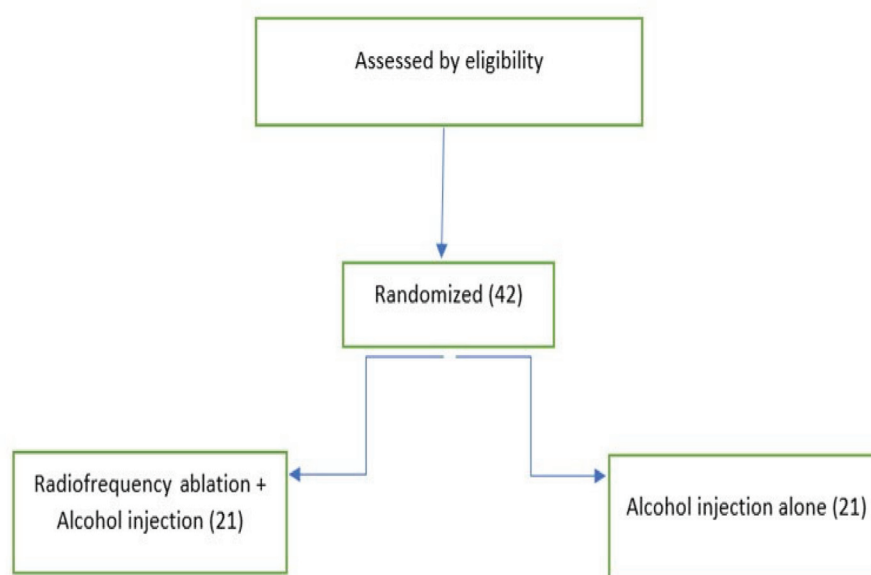 Assessed by eligibility
Randomized (42)
Radiofrequency ablation +
Alcohol injection (21)
Alcohol injection alone (21)